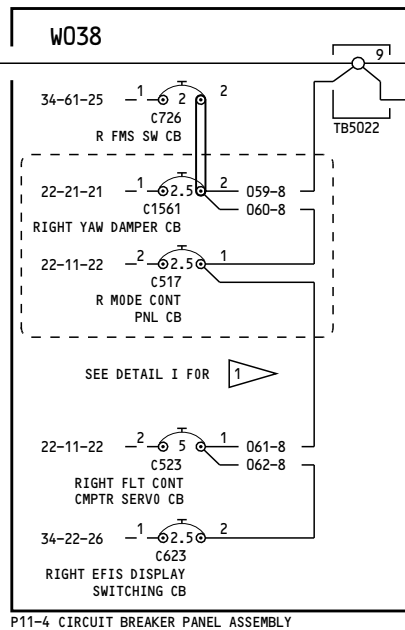 W038
9
TB5022
34-61-25 1 2 2
C726
R FMS SW CB
22-21-21 1 2.5 2 059-8
060-8
C1561
RIGHT YAW DAMPER CB
22-11-22 2 2.5 1
C517
R MODE CONT
PNL CB
SEE DETAIL I FOR 1
22-11-22 2 5 1 061-8
062-8
C523
RIGHT FLT CONT
CMPTR SERVO CB
34-22-26 1 2.5 2
C623
RIGHT EFIS DISPLAY
SWITCHING CB
P11-4 CIRCUIT BREAKER PANEL ASSEMBLY